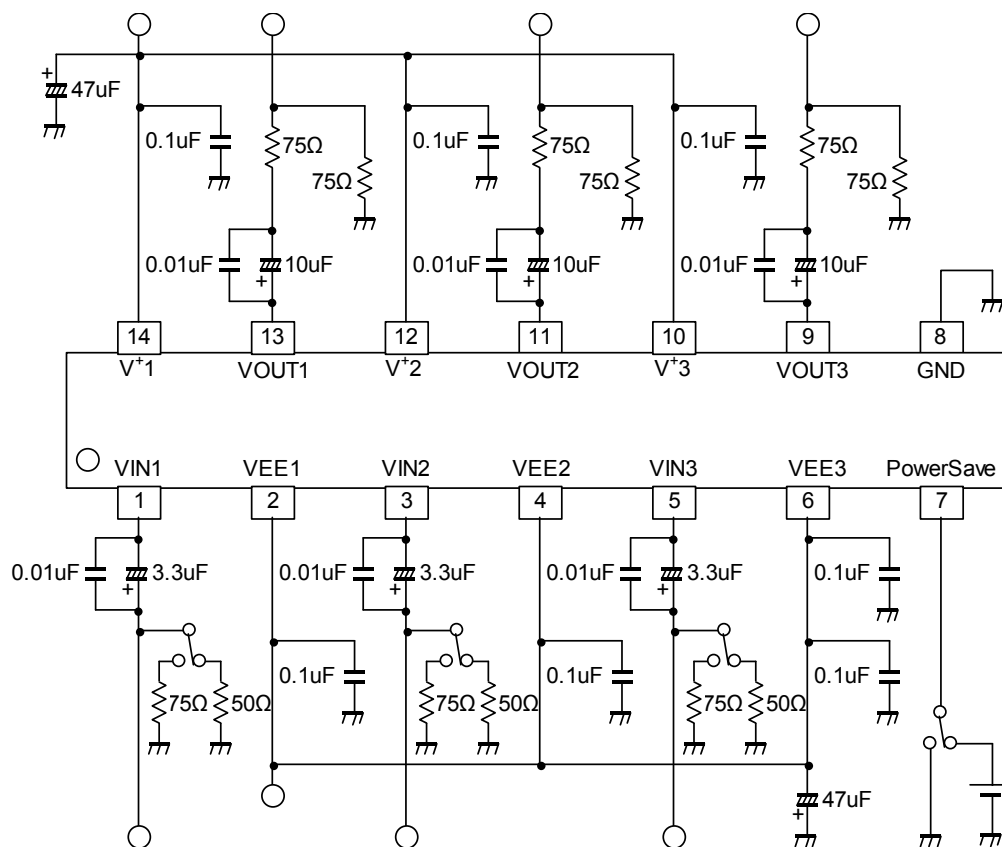 + 47uF
0.1uF 75Ω 0.1uF 75Ω 0.1uF 75Ω
75Ω 75Ω 75Ω
0.01uF + 10uF 0.01uF + 10uF 0.01uF + 10uF
14 13 12 11 10 9 8
V+1 VOUT1 V+2 VOUT2 V+3 VOUT3 GND
VIN1 VEE1 VIN2 VEE2 VIN3 VEE3 PowerSave
1 2 3 4 5 6 7
0.01uF + 3.3uF 0.01uF + 3.3uF 0.01uF + 3.3uF 0.1uF
75Ω 50Ω 0.1uF 75Ω 50Ω 0.1uF 75Ω 50Ω 0.1uF
+ 47uF